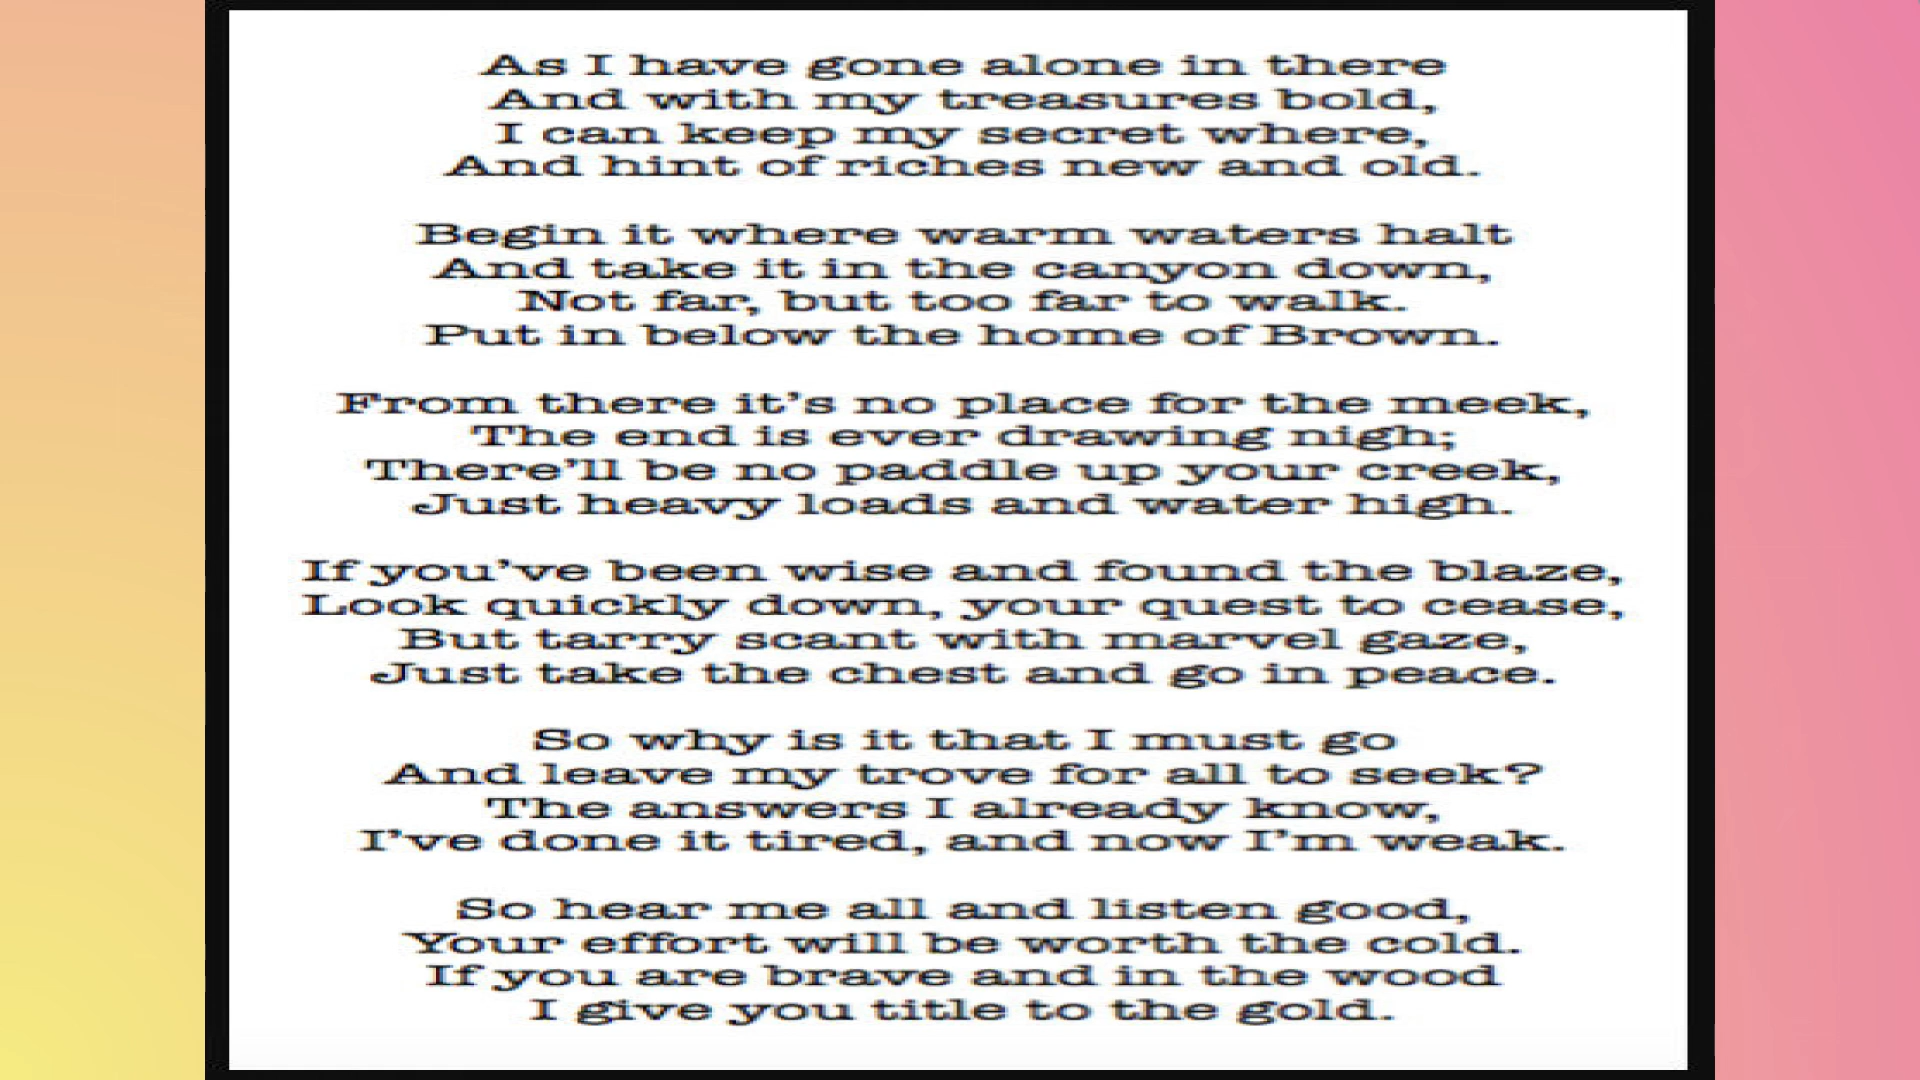 As I have gone alone in there
And with my treasures bold,
I can keep my secret where,
And hint of riches new and old.
Begin it where warm waters halt
And take it in the canyon down,
Not far, but too far to walk.
Put in below the home of Brown.
From there it’s no place for the meek,
The end is ever drawing nigh;
There’ll be no paddle up your creek,
Just heavy loads and water high.
If you’ve been wise and found the blaze,
Look quickly down, your quest to cease,
But tarry scant with marvel gaze,
Just take the chest and go in peace.
So why is it that I must go
And leave my trove for all to seek?
The answers I already know,
I’ve done it tired, and now I’m weak.
So hear me all and listen good,
Your effort will be worth the cold.
If you are brave and in the wood
I give you title to the gold.